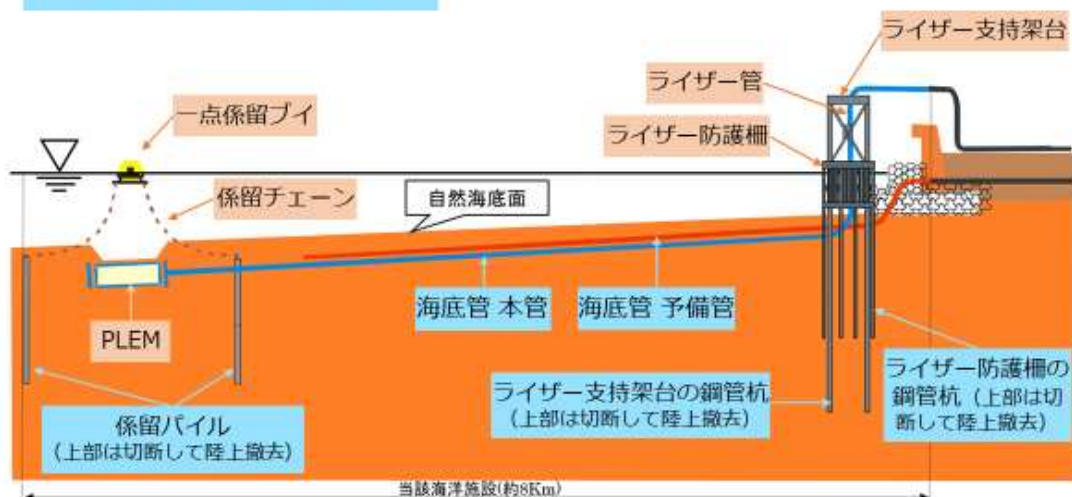 ライザー支持架台
ライザー管
一点係留ブイ
ライザー防護柵
係留チェーン
自然海底面
海底管 本管
海底管 予備管
PLEM
ライザー支持架台の鋼管杭
(上部は切断して陸上撤去)
ライザー防護柵の
鋼管杭（上部は切
断して陸上撤去）
係留パイル
(上部は切断して陸上撤去)
当該海洋施設(約8Km)